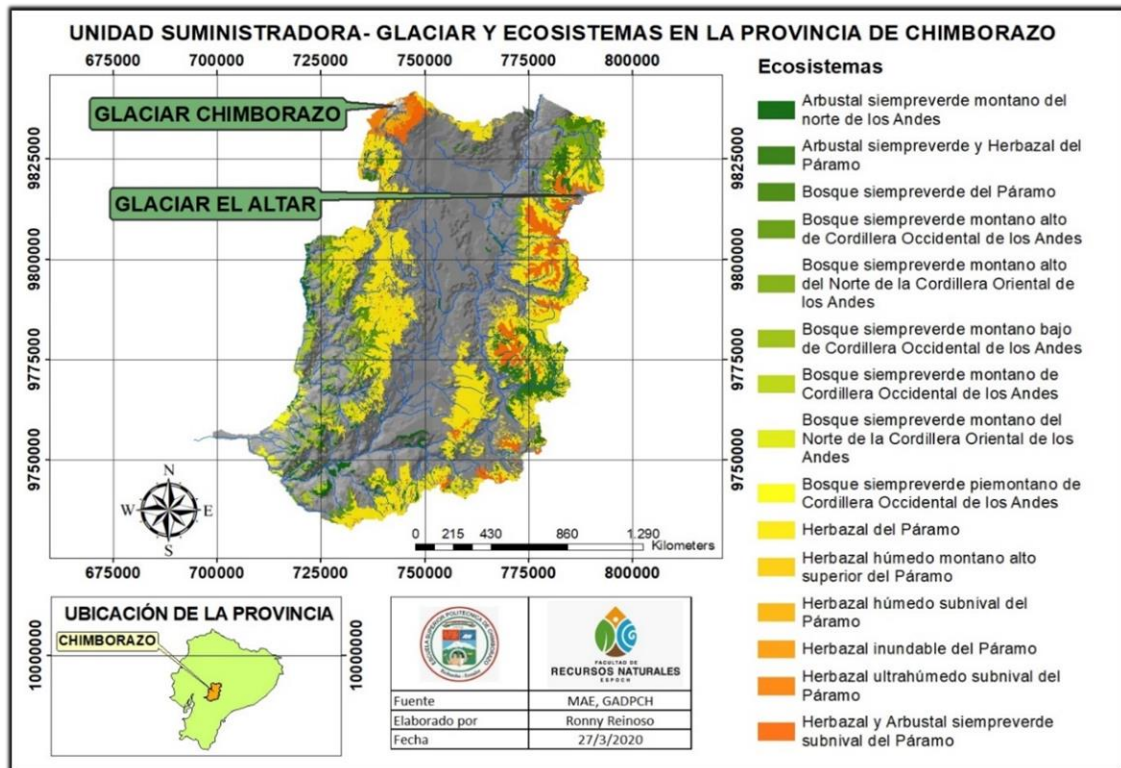 UNIDAD SUMINISTRADORA- GLACIAR Y ECOSISTEMAS EN LA PROVINCIA DE CHIMBORAZO
675000 700000 725000 750000 775000 800000
GLACIAR CHIMBORAZO
GLACIAR EL ALTAR
9825000 9825000
9800000 9800000
9775000 9775000
9750000 9750000
N
W E
S
0 215 430 860 1.290
Kilometers
675000 700000 725000 750000 775000 800000
Ecosistemas
Arbustal siempreverde montano del
norte de los Andes
Arbustal siempreverde y Herbazal del
Páramo
Bosque siempreverde del Páramo
Bosque siempreverde montano alto
de Cordillera Occidental de los Andes
Bosque siempreverde montano alto
del Norte de la Cordillera Oriental de
los Andes
Bosque siempreverde montano bajo
de Cordillera Occidental de los Andes
Bosque siempreverde montano de
Cordillera Occidental de los Andes
Bosque siempreverde montano del
Norte de la Cordillera Oriental de los
Andes
Bosque siempreverde piemontano de
Cordillera Occidental de los Andes
Herbazal del Páramo
Herbazal húmedo montano alto
superior del Páramo
Herbazal húmedo subnival del
Páramo
Herbazal inundable del Páramo
Herbazal ultrahúmedo subnival del
Páramo
Herbazal y Arbustal siempreverde
subnival del Páramo
UBICACIÓN DE LA PROVINCIA
CHIMBORAZO
10000000 10000000
ESCUELA SUPERIOR POLITÉCNICA DE CHIMBORAZO
FACULTAD DE
RECURSOS NATURALES
ESPOCH
Fuente MAE, GADPCH
Elaborado por Ronny Reinoso
Fecha 27/3/2020